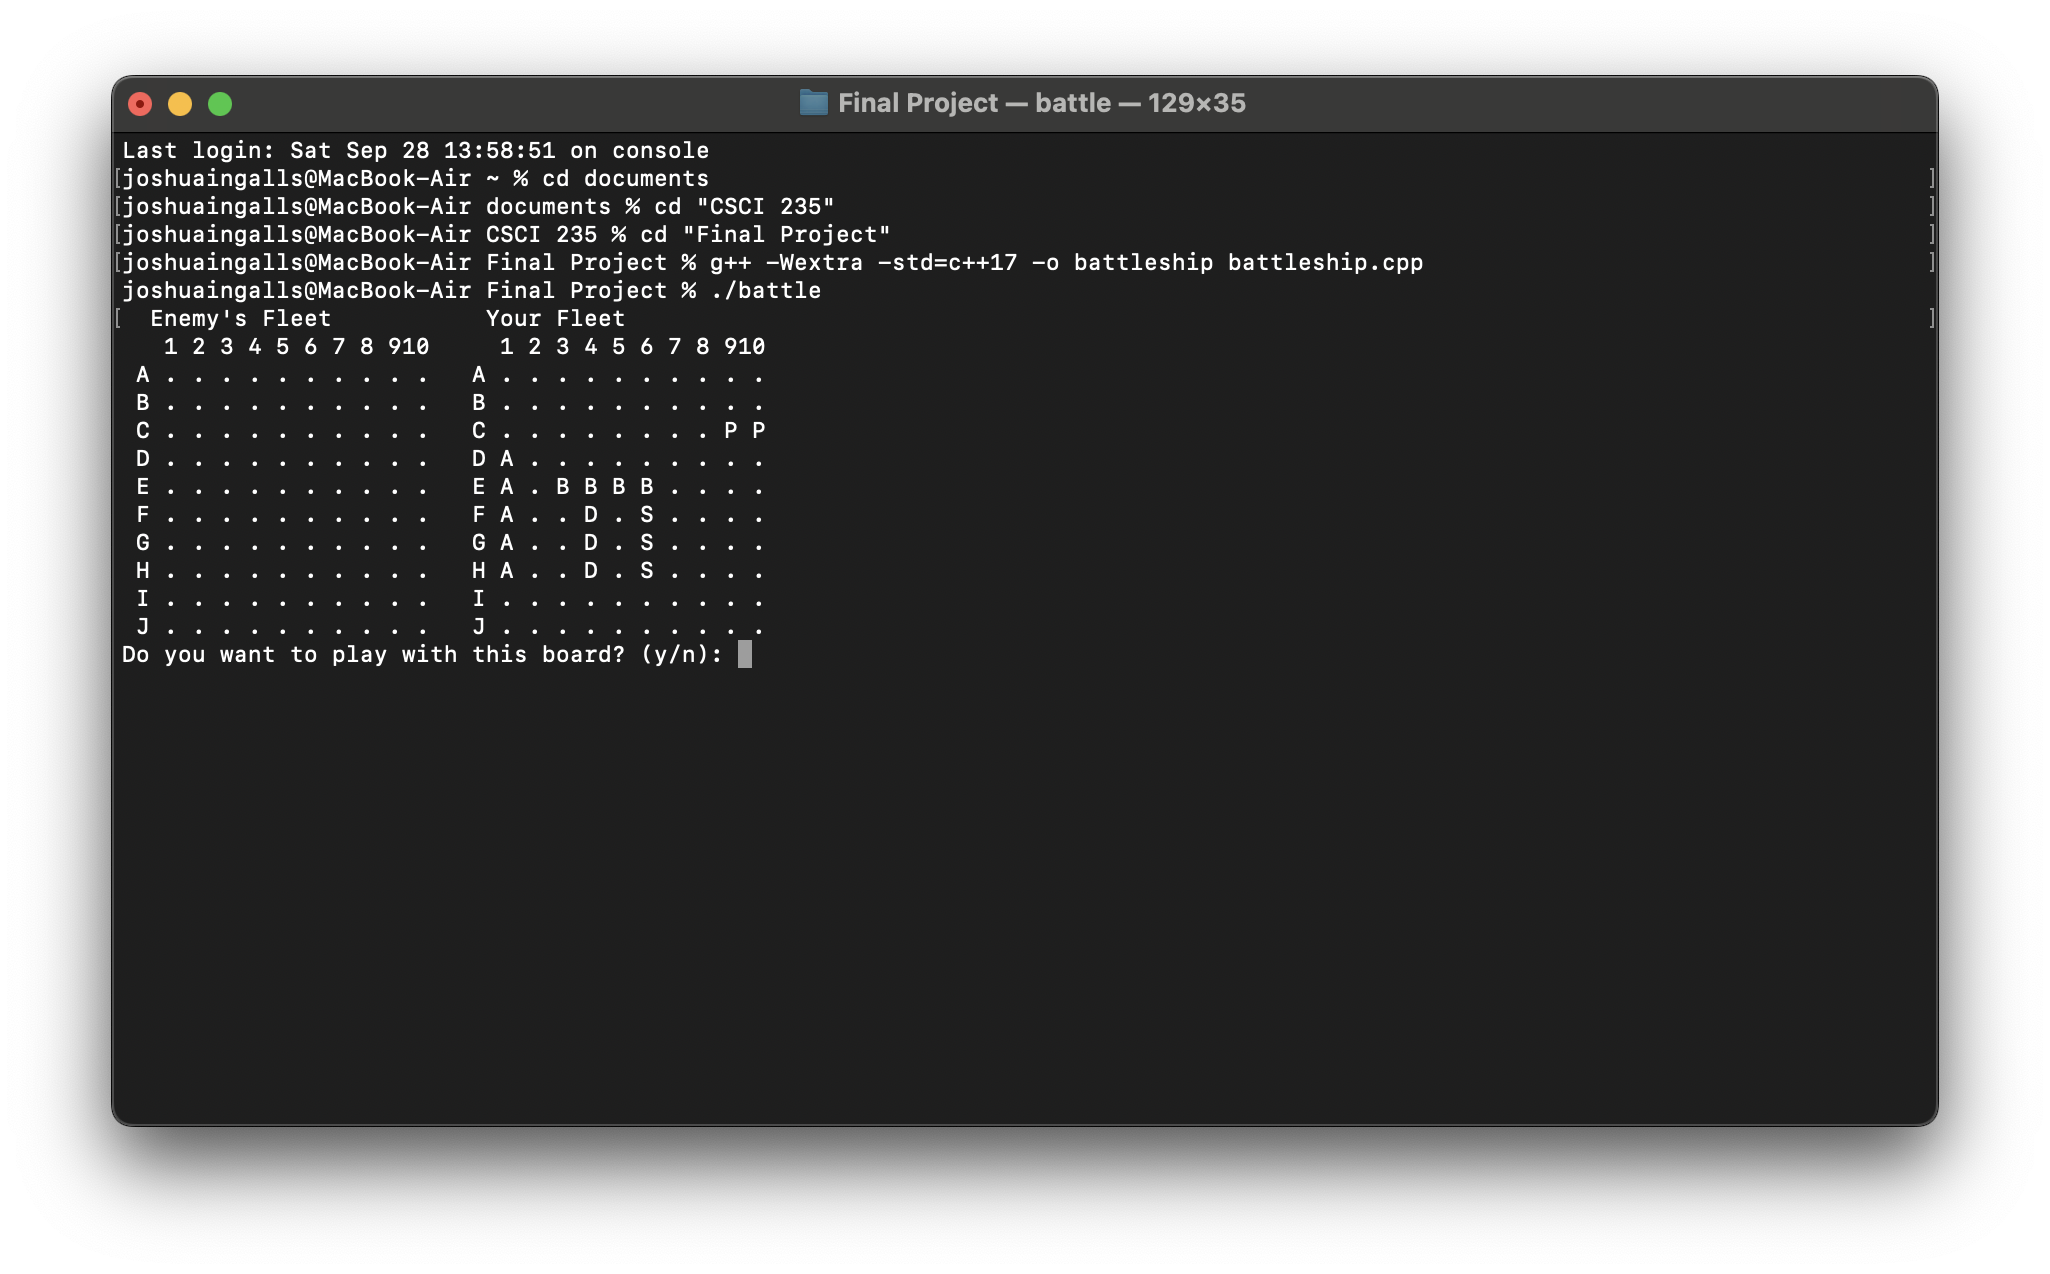 Final Project — battle — 129×35
Last login: Sat Sep 28 13:58:51 on console
[joshuaingalls@MacBook-Air ~ % cd documents ]
[joshuaingalls@MacBook-Air documents % cd "CSCI 235" ]
[joshuaingalls@MacBook-Air CSCI 235 % cd "Final Project" ]
[joshuaingalls@MacBook-Air Final Project % g++ -Wextra -std=c++17 -o battleship battleship.cpp ]
joshuaingalls@MacBook-Air Final Project % ./battle
[  Enemy's Fleet           Your Fleet ]
   1 2 3 4 5 6 7 8 910     1 2 3 4 5 6 7 8 910
 A . . . . . . . . . .   A . . . . . . . . . .
 B . . . . . . . . . .   B . . . . . . . . . .
 C . . . . . . . . . .   C . . . . . . . . P P
 D . . . . . . . . . .   D A . . . . . . . . .
 E . . . . . . . . . .   E A . B B B B . . . .
 F . . . . . . . . . .   F A . . D . S . . . .
 G . . . . . . . . . .   G A . . D . S . . . .
 H . . . . . . . . . .   H A . . D . S . . . .
 I . . . . . . . . . .   I . . . . . . . . . .
 J . . . . . . . . . .   J . . . . . . . . . .
Do you want to play with this board? (y/n):